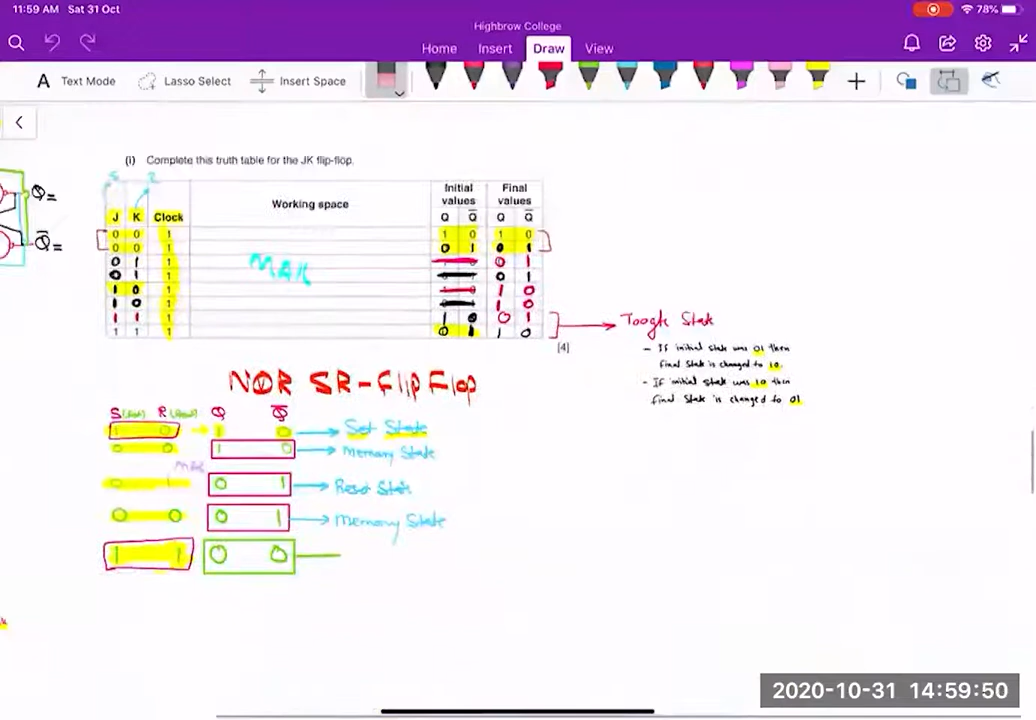 11:59 AM Sat 31 Oct
78%
Highbrow College
Home Insert Draw View
Text Mode Lasso Select Insert Space
(i) Complete this truth table for the JK flip-flop.
J K Clock Working space Initial values Final values
Q Q̅ Q Q̅
0 0 1 1 0 1 0
0 0 1 0 1 0 1
0 1 1 0 1
0 1 1 0 1
1 0 1 1 0
1 0 1 1 0
1 1 1 1 0 0 1
1 1 1 0 1 1 0
[4]
MAK
Q=
Q̅=
Toogle State
- If initial state was 01 then
final state is changed to 10.
- If initial state was 10 then
final state is changed to 01
NOR SR-Flip Flop
S R Q Q̅
1 0 1 0 Set State
0 0 1 0 Memory State
MAK
0 1 0 1 Reset State
0 0 0 1 Memory State
1 1 0 0
2020-10-31 14:59:50